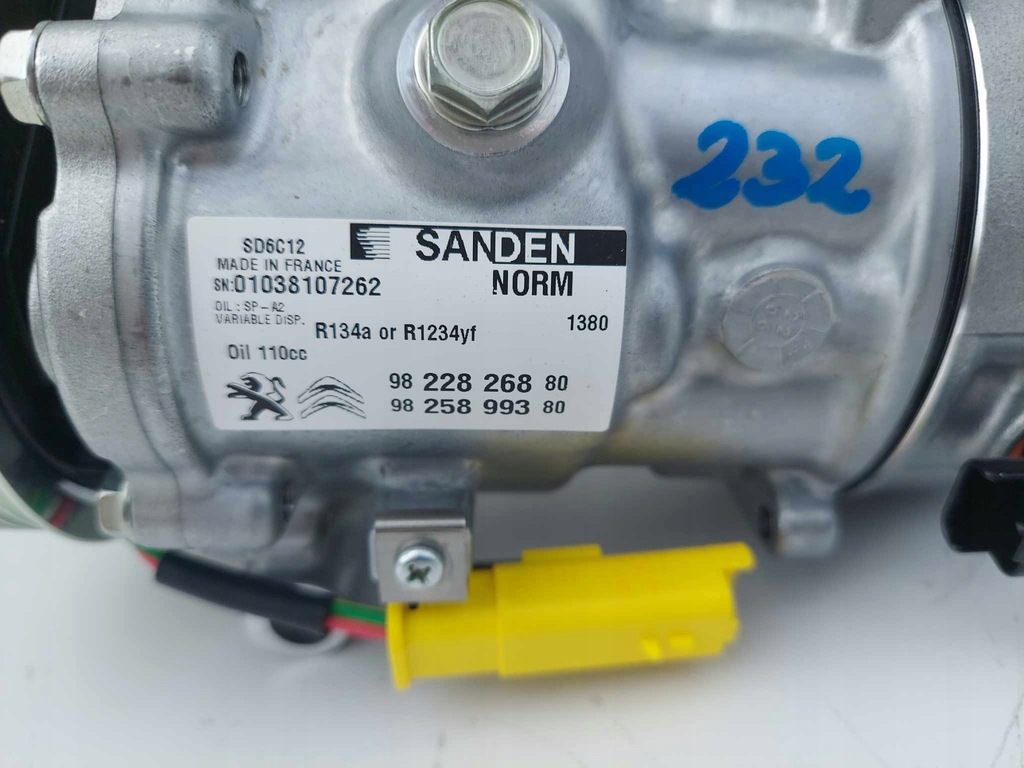 232
SANDEN
SD6C12
MADE IN FRANCE
NORM
SN:01038107262
OIL : SP-A2
VARIABLE DISP.
R134a or R1234yf
1380
Oil 110cc
98 228 268 80
98 258 993 80